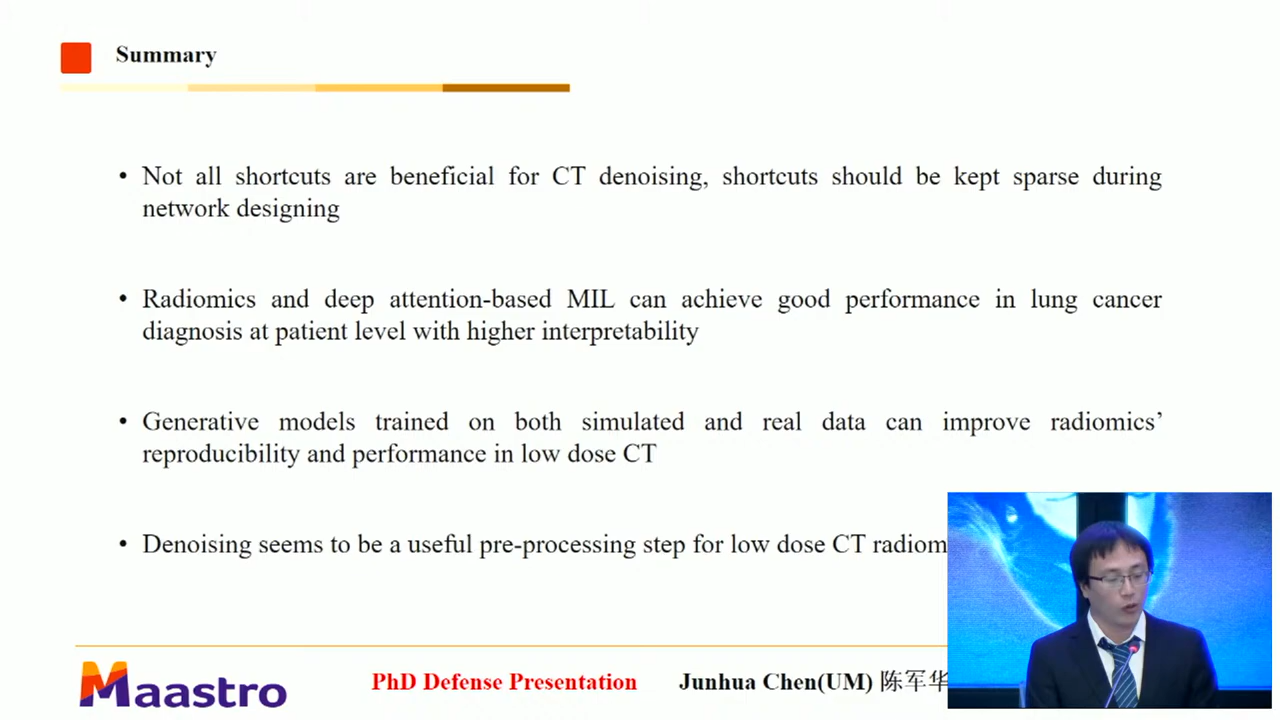 Summary
• Not all shortcuts are beneficial for CT denoising, shortcuts should be kept sparse during
network designing
• Radiomics and deep attention-based MIL can achieve good performance in lung cancer
diagnosis at patient level with higher interpretability
• Generative models trained on both simulated and real data can improve radiomics’
reproducibility and performance in low dose CT
• Denoising seems to be a useful pre-processing step for low dose CT
Maastro
PhD Defense Presentation
Junhua Chen(UM) 陈军华